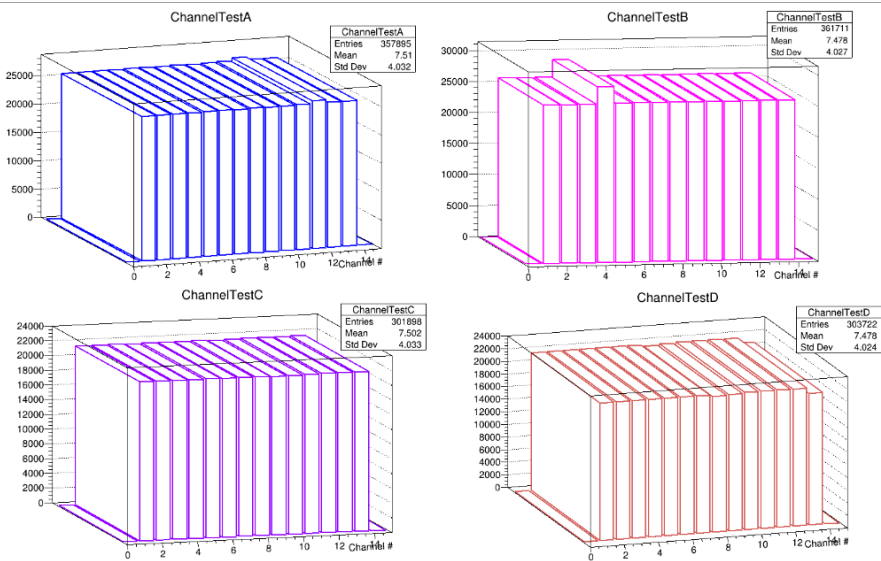 ChannelTestA
ChannelTestA
Entries 357895
Mean 7.51
Std Dev 4.032
25000
20000
15000
10000
5000
0
0 2 4 6 8 10 12 14
Channel #
ChannelTestB
ChannelTestB
Entries 361711
Mean 7.478
Std Dev 4.027
30000
25000
20000
15000
10000
5000
0
0 2 4 6 8 10 12 14
Channel #
ChannelTestC
ChannelTestC
Entries 301898
Mean 7.502
Std Dev 4.033
24000
22000
20000
18000
16000
14000
12000
10000
8000
6000
4000
2000
0
0 2 4 6 8 10 12 14
Channel #
ChannelTestD
ChannelTestD
Entries 303722
Mean 7.478
Std Dev 4.024
24000
22000
20000
18000
16000
14000
12000
10000
8000
6000
4000
2000
0
0 2 4 6 8 10 12 14
Channel #